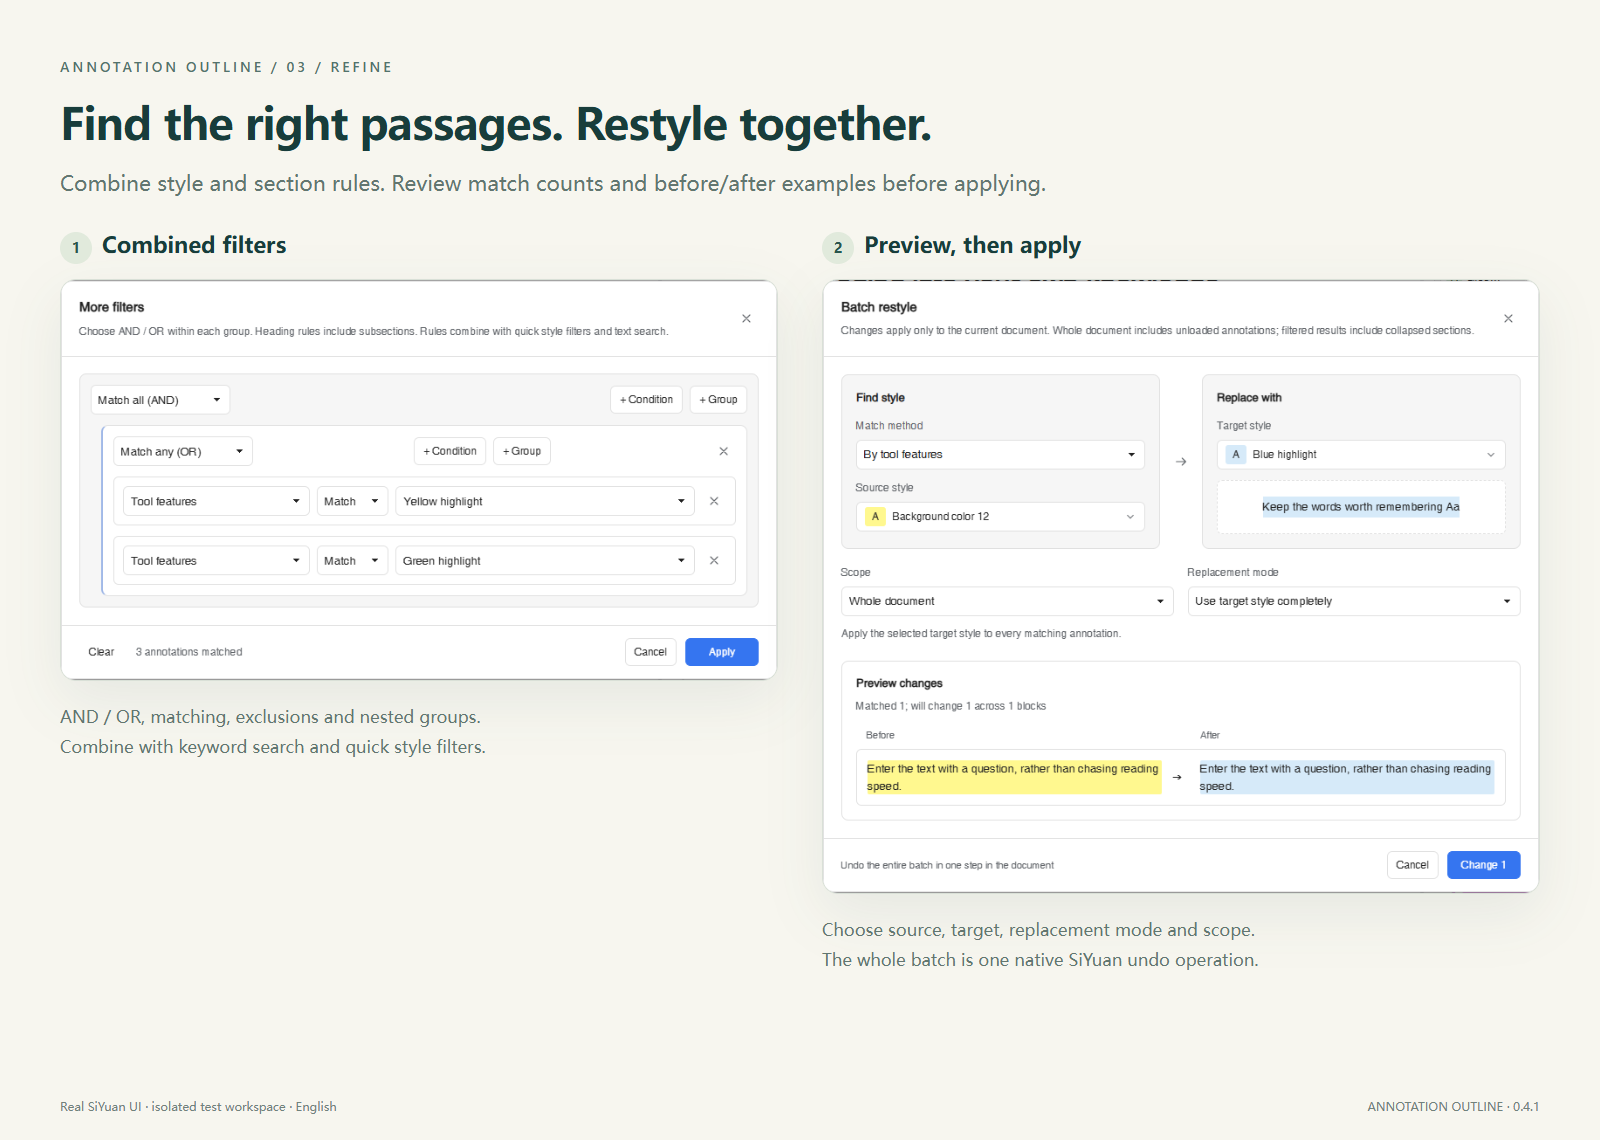 ANNOTATION OUTLINE / 03 / REFINE
Find the right passages. Restyle together.
Combine style and section rules. Review match counts and before/after examples before applying.
1 Combined filters
More filters
Choose AND / OR within each group. Heading rules include subsections. Rules combine with quick style filters and text search.
Match all (AND)
+ Condition
+ Group
Match any (OR)
+ Condition
+ Group
Tool features
Match
Yellow highlight
Tool features
Match
Green highlight
Clear
3 annotations matched
Cancel
Apply
AND / OR, matching, exclusions and nested groups.
Combine with keyword search and quick style filters.
2 Preview, then apply
Batch restyle
Changes apply only to the current document. Whole document includes unloaded annotations; filtered results include collapsed sections.
Find style
Match method
By tool features
Source style
A Background color 12
→
Replace with
Target style
A Blue highlight
Keep the words worth remembering Aa
Scope
Whole document
Replacement mode
Use target style completely
Apply the selected target style to every matching annotation.
Preview changes
Matched 1; will change 1 across 1 blocks
Before
After
Enter the text with a question, rather than chasing reading
speed.
→
Enter the text with a question, rather than chasing reading
speed.
Undo the entire batch in one step in the document
Cancel
Change 1
Choose source, target, replacement mode and scope.
The whole batch is one native SiYuan undo operation.
Real SiYuan UI · isolated test workspace · English
ANNOTATION OUTLINE · 0.4.1